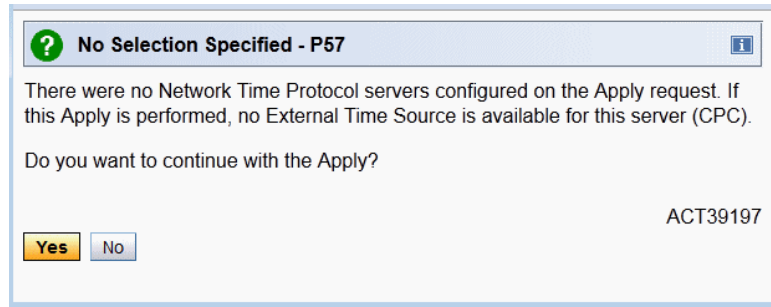 No Selection Specified - P57
There were no Network Time Protocol servers configured on the Apply request. If
this Apply is performed, no External Time Source is available for this server (CPC).
Do you want to continue with the Apply?
ACT39197
Yes No